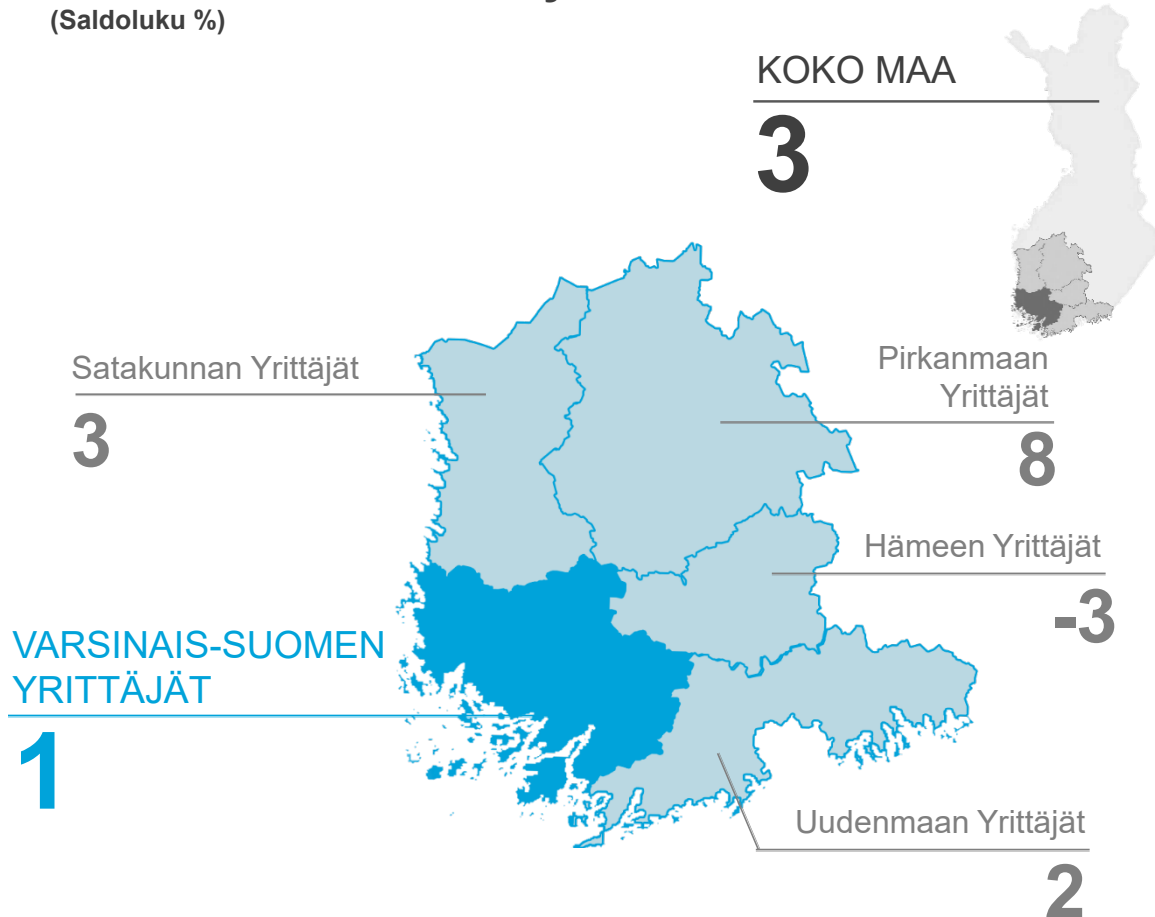 (Saldoluku %)
KOKO MAA
3
Satakunnan Yrittäjät
3
Pirkanmaan
Yrittäjät
8
Hämeen Yrittäjät
-3
VARSINAIS-SUOMEN
YRITTÄJÄT
1
Uudenmaan Yrittäjät
2